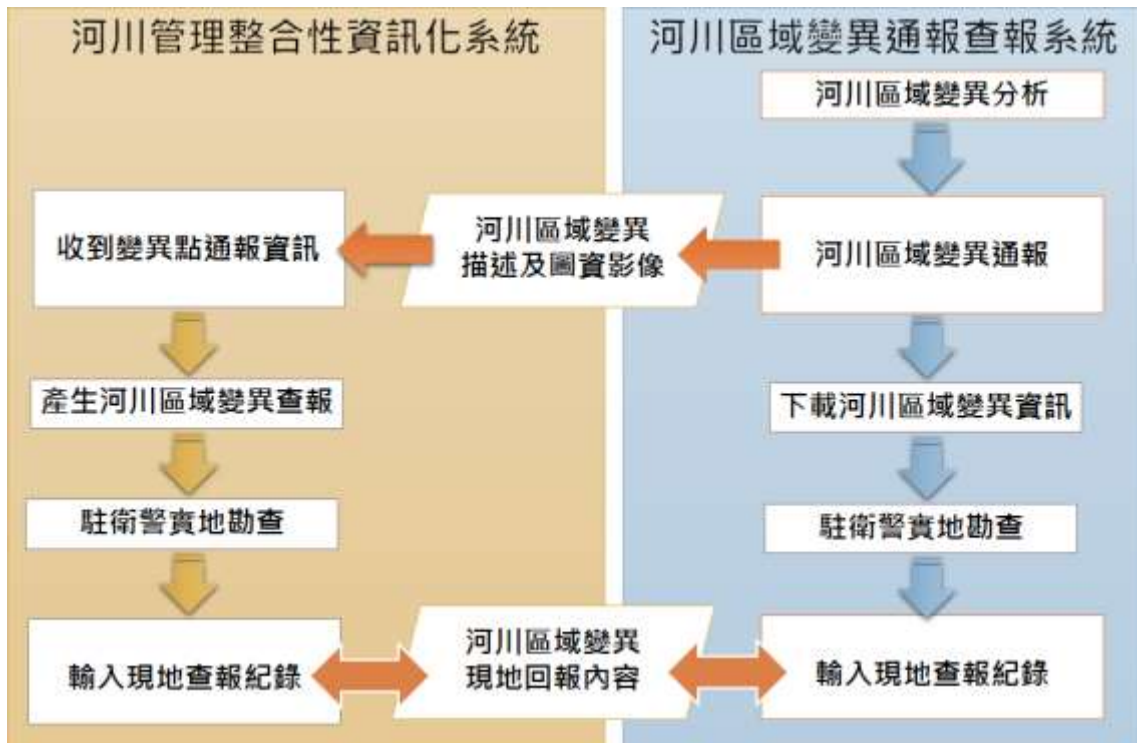 河川管理整合性資訊化系統
河川區域變異通報查報系統
河川區域變異分析
收到變異點通報資訊
河川區域變異
描述及圖資影像
河川區域變異通報
產生河川區域變異查報
下載河川區域變異資訊
駐衛警實地勘查
駐衛警實地勘查
輸入現地查報紀錄
河川區域變異
現地回報內容
輸入現地查報紀錄